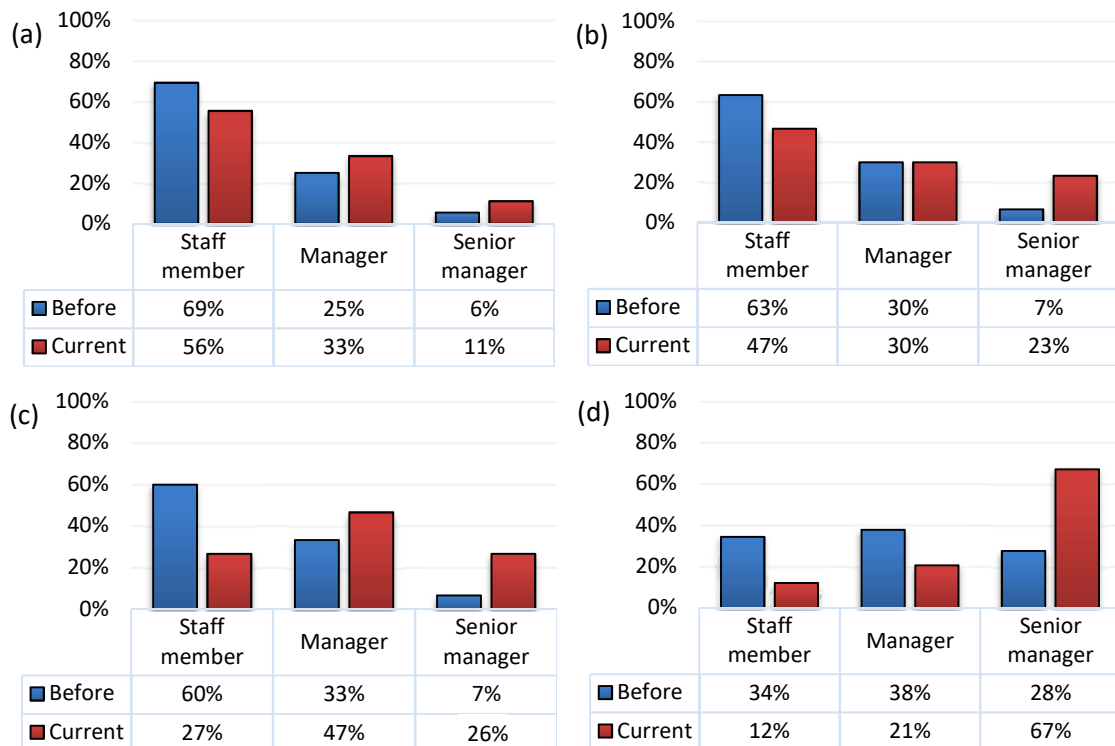 (a)
100%
80%
60%
40%
20%
0%
Staff member
Manager
Senior manager
Before 69% 25% 6%
Current 56% 33% 11%
(b)
100%
80%
60%
40%
20%
0%
Staff member
Manager
Senior manager
Before 63% 30% 7%
Current 47% 30% 23%
(c)
100%
80%
60%
40%
20%
0%
Staff member
Manager
Senior manager
Before 60% 33% 7%
Current 27% 47% 26%
(d)
100%
80%
60%
40%
20%
0%
Staff member
Manager
Senior manager
Before 34% 38% 28%
Current 12% 21% 67%